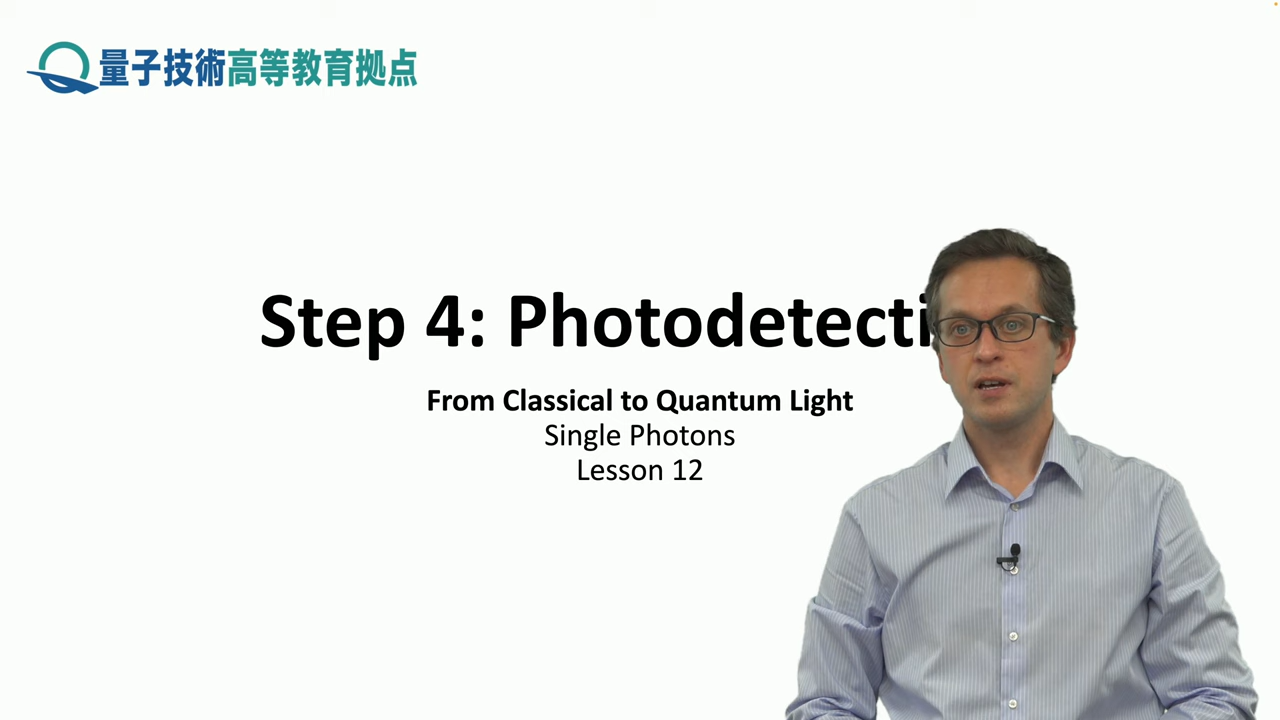 量子技術高等教育拠点
Step 4: Photodetecti
From Classical to Quantum Light
Single Photons
Lesson 12